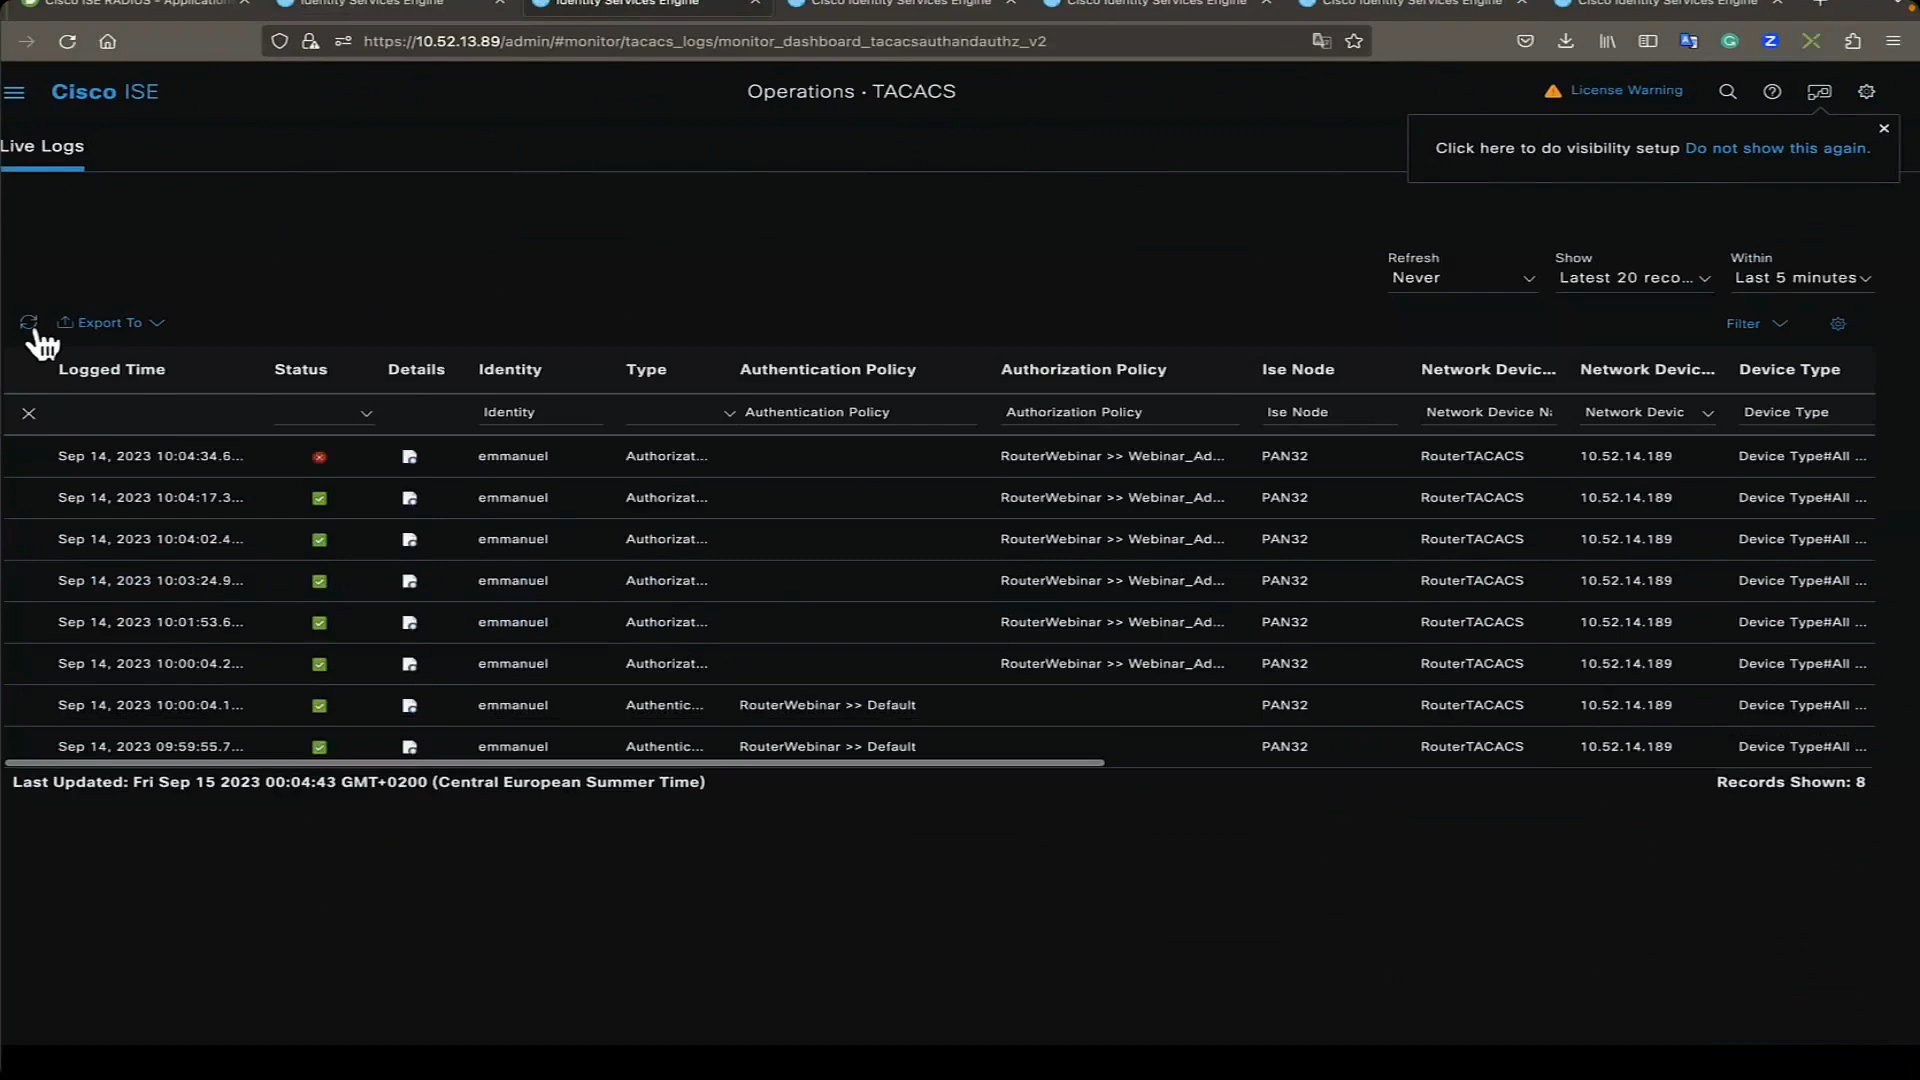 Cisco ISE RADIUS - Application
Identity Services Engine
Identity Services Engine
Cisco Identity Services Engine
Cisco Identity Services Engine
Cisco Identity Services Engine
Cisco Identity Services Engine
https://10.52.13.89/admin/#monitor/tacacs_logs/monitor_dashboard_tacacsauthandauthz_v2
Cisco ISE
Operations · TACACS
License Warning
Live Logs
Click here to do visibility setup Do not show this again.
Refresh Show Within
Never Latest 20 reco... Last 5 minutes
Export To Filter
Logged Time Status Details Identity Type Authentication Policy Authorization Policy Ise Node Network Devic... Network Devic... Device Type
Identity Authentication Policy Authorization Policy Ise Node Network Device Na Network Devic Device Type
Sep 14, 2023 10:04:34.6... emmanuel Authorizat... RouterWebinar >> Webinar_Ad... PAN32 RouterTACACS 10.52.14.189 Device Type#All ...
Sep 14, 2023 10:04:17.3... emmanuel Authorizat... RouterWebinar >> Webinar_Ad... PAN32 RouterTACACS 10.52.14.189 Device Type#All ...
Sep 14, 2023 10:04:02.4... emmanuel Authorizat... RouterWebinar >> Webinar_Ad... PAN32 RouterTACACS 10.52.14.189 Device Type#All ...
Sep 14, 2023 10:03:24.9... emmanuel Authorizat... RouterWebinar >> Webinar_Ad... PAN32 RouterTACACS 10.52.14.189 Device Type#All ...
Sep 14, 2023 10:01:53.6... emmanuel Authorizat... RouterWebinar >> Webinar_Ad... PAN32 RouterTACACS 10.52.14.189 Device Type#All ...
Sep 14, 2023 10:00:04.2... emmanuel Authorizat... RouterWebinar >> Webinar_Ad... PAN32 RouterTACACS 10.52.14.189 Device Type#All ...
Sep 14, 2023 10:00:04.1... emmanuel Authentic... RouterWebinar >> Default PAN32 RouterTACACS 10.52.14.189 Device Type#All ...
Sep 14, 2023 09:59:55.7... emmanuel Authentic... RouterWebinar >> Default PAN32 RouterTACACS 10.52.14.189 Device Type#All ...
Last Updated: Fri Sep 15 2023 00:04:43 GMT+0200 (Central European Summer Time) Records Shown: 8